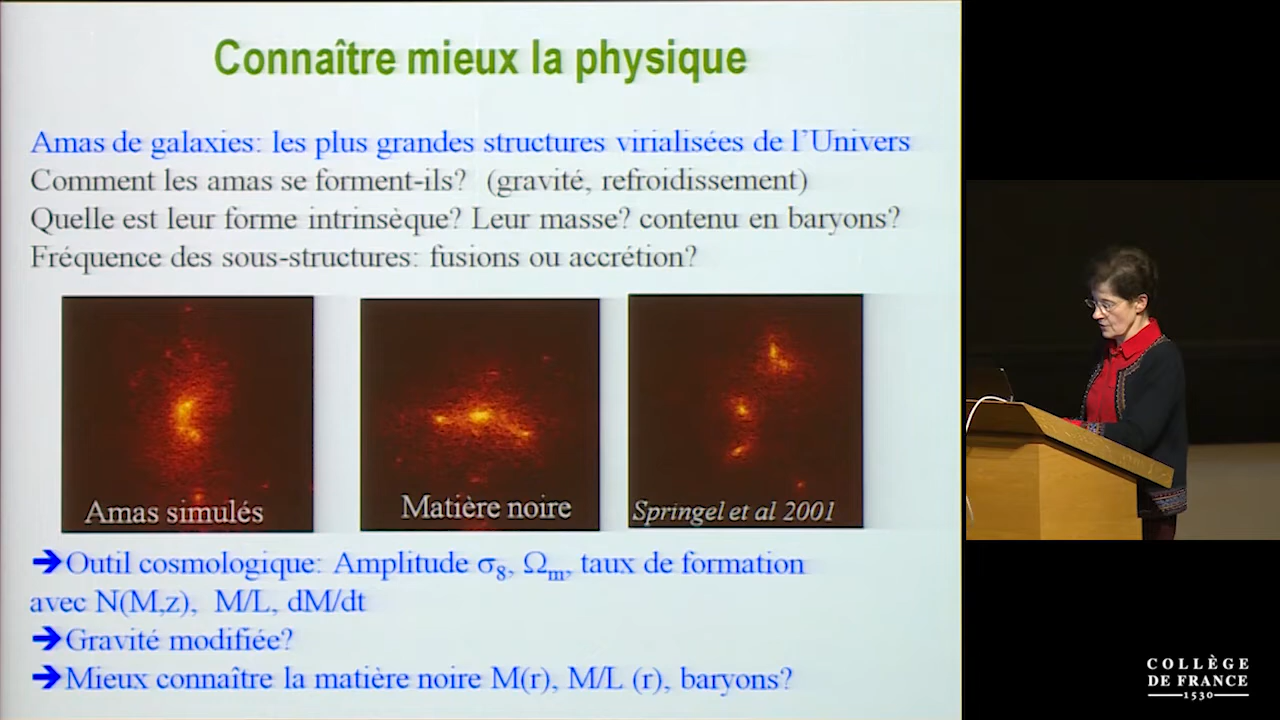 Connaître mieux la physique
Amas de galaxies: les plus grandes structures virialisées de l'Univers
Comment les amas se forment-ils? (gravité, refroidissement)
Quelle est leur forme intrinsèque? Leur masse? contenu en baryons?
Fréquence des sous-structures: fusions ou accrétion?
Amas simulés
Matière noire
Springel et al 2001
➔Outil cosmologique: Amplitude σ₈, Ωₘ, taux de formation
avec N(M,z), M/L, dM/dt
➔Gravité modifiée?
➔Mieux connaître la matière noire M(r), M/L (r), baryons?
COLLÈGE
DE FRANCE
1530